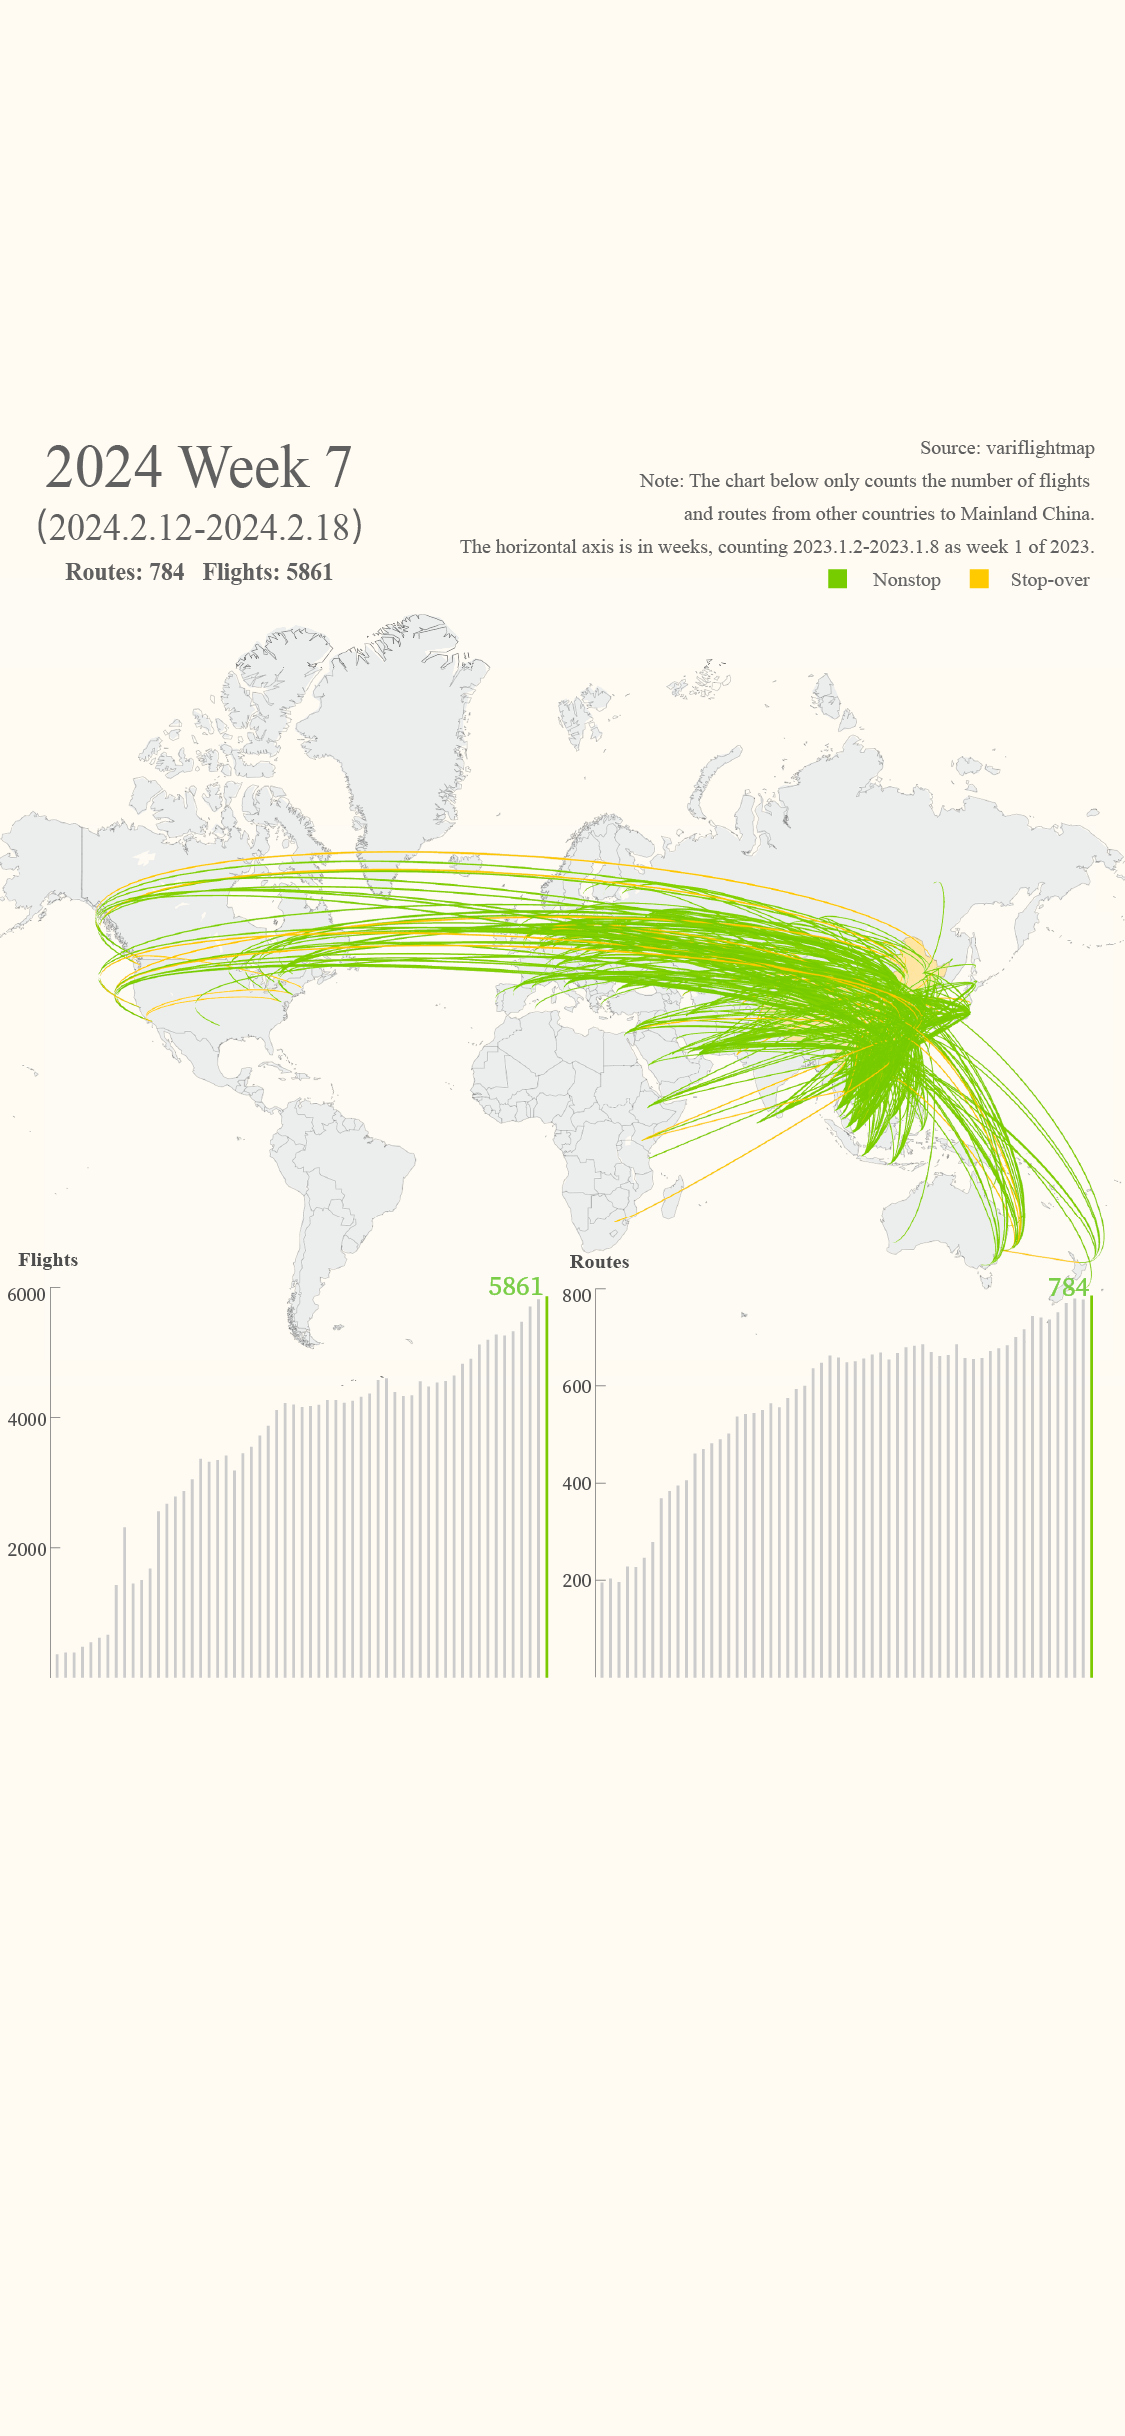 2024 Week 7
(2024.2.12-2024.2.18)
Routes: 784 Flights: 5861
Source: variflightmap
Note: The chart below only counts the number of flights
and routes from other countries to Mainland China.
The horizontal axis is in weeks, counting 2023.1.2-2023.1.8 as week 1 of 2023.
Nonstop Stop-over
Flights
5861
6000
4000
2000
Routes
784
800
600
400
200